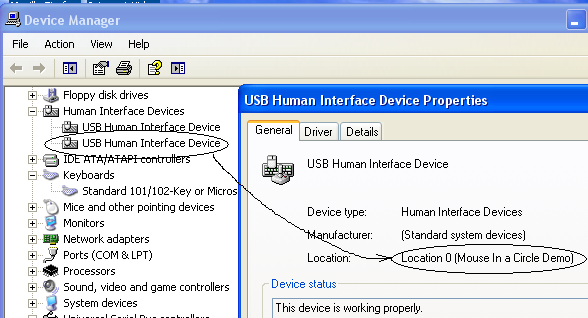 Device Manager
File Action View Help
Floppy disk drives
Human Interface Devices
USB Human Interface Device
USB Human Interface Device
IDE ATA/ATAPI controllers
Keyboards
Standard 101/102-Key or Micros
Mice and other pointing devices
Monitors
Network adapters
Ports (COM & LPT)
Processors
Sound, video and game controllers
System devices
Universal Serial Bus controllers
USB Human Interface Device Properties
General Driver Details
USB Human Interface Device
Device type: Human Interface Devices
Manufacturer: (Standard system devices)
Location: Location 0 (Mouse In a Circle Demo)
Device status
This device is working properly.